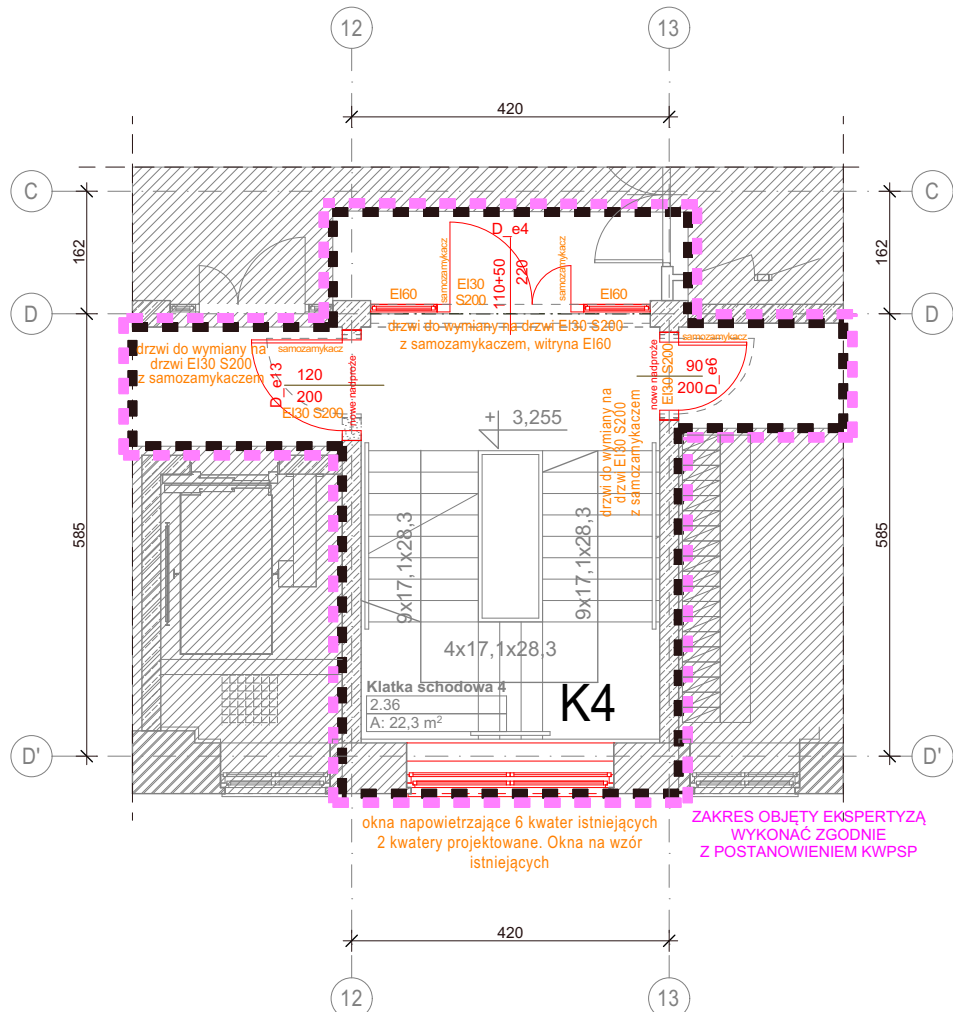 12
13
420
C
C
162
162
D_e4
samozamykacz
samozamykacz
EI30
S200
110+50
220
EI60
EI60
D
D
drzwi do wymiany na drzwi EI30 S200
z samozamykaczem, witryna EI60
drzwi do wymiany na
drzwi EI30 S200
z samozamykaczem
samozamykacz
120
200
D_e13
EI30 S200
nowe nadproże
nowe nadproże
EI30 S200
samozamykacz
90
200
D_e6
drzwi do wymiany na
drzwi EI30 S200
z samozamykaczem
+ 3,255
585
585
9x17,1x28,3
9x17,1x28,3
4x17,1x28,3
Klatka schodowa 4
2.36
A: 22,3 m²
K4
D'
D'
okna napowietrzające 6 kwater istniejących
2 kwatery projektowane. Okna na wzór
istniejących
ZAKRES OBJĘTY EKSPERTYZĄ
WYKONAĆ ZGODNIE
Z POSTANOWIENIEM KWPSP
420
12
13